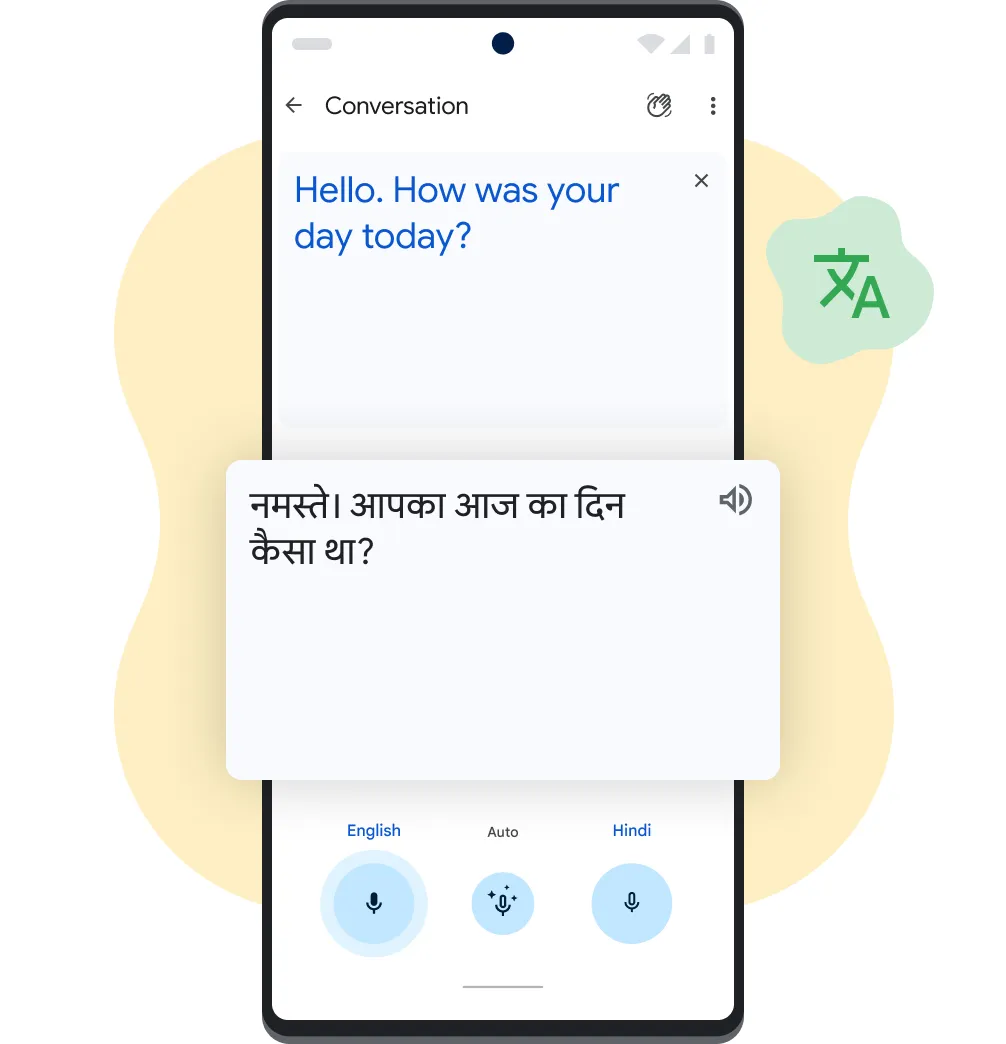 Conversation
Hello. How was your
day today?
नमस्ते। आपका आज का दिन
कैसा था?
English
Auto
Hindi